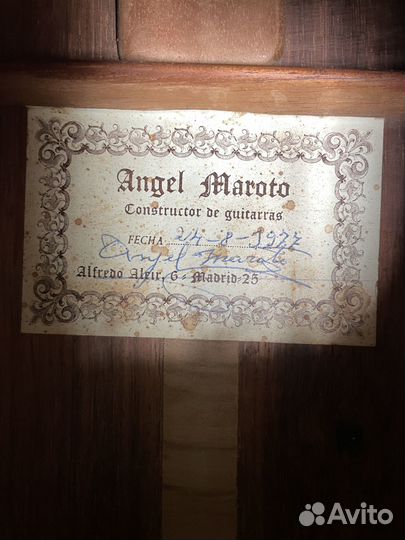 Angel Maroto
Constructor de guitarras
FECHA 24-8-1977
Angel Maroto
Alfredo Aleix, 6 - Madrid-25
Avito